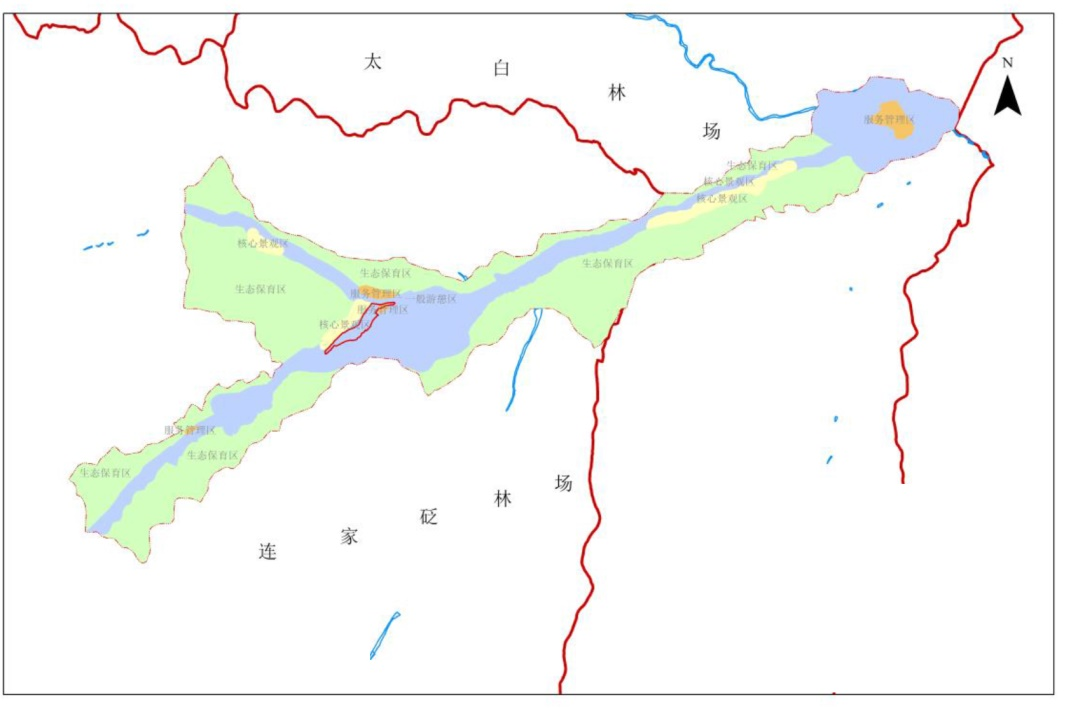 太白林场
N
服务管理区
生态保育区
核心景观区
核心景观区
核心景观区
生态保育区
生态保育区
生态保育区
服务管理区
一般游憩区
服务管理区
核心景观区
服务管理区
生态保育区
生态保育区
连家砭林场